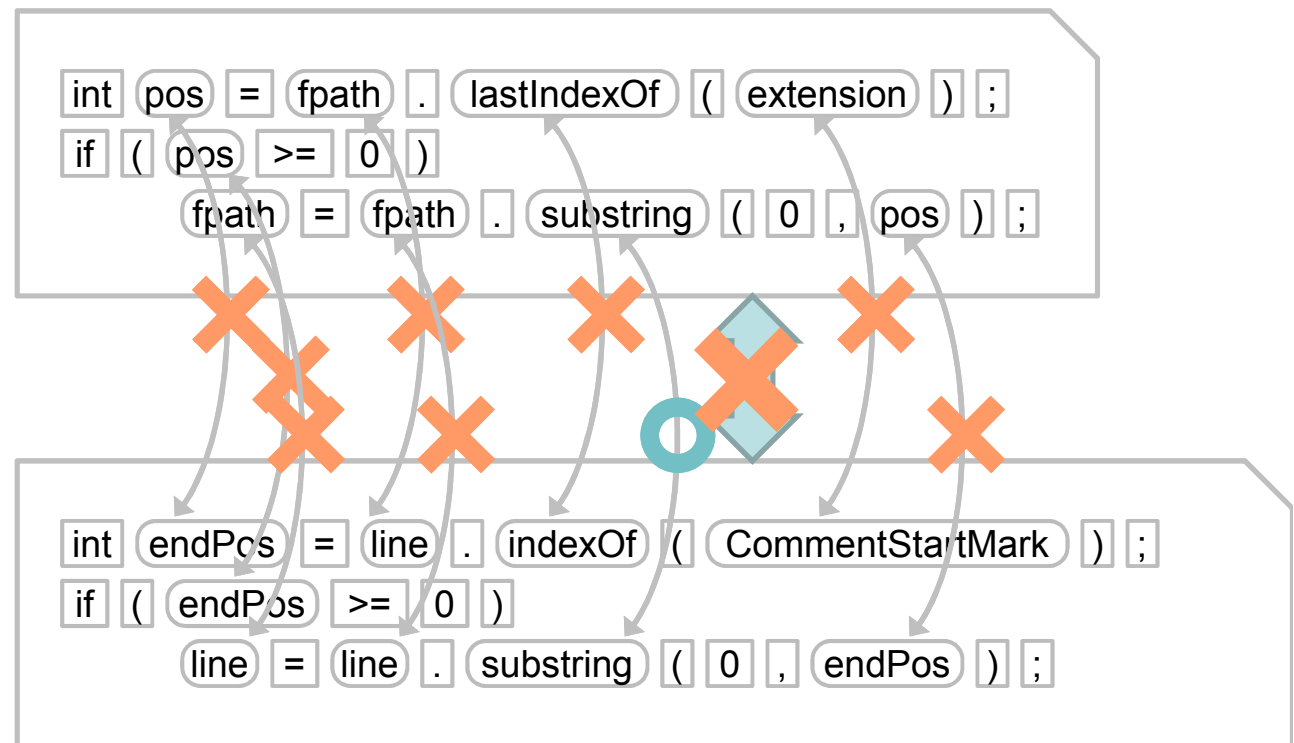 int pos = fpath . lastIndexOf ( extension ) ;
if ( pos >= 0 )
fpath = fpath . substring ( 0 , pos ) ;
int endPos = line . indexOf ( CommentStartMark ) ;
if ( endPos >= 0 )
line = line . substring ( 0 , endPos ) ;